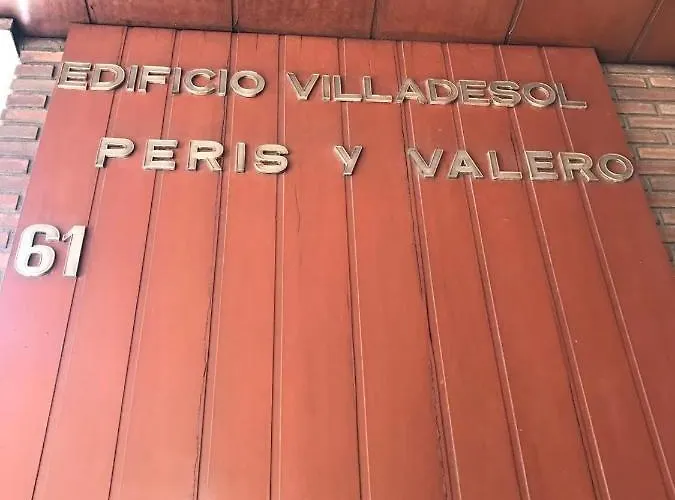 EDIFICIO VILLADESOL
PERIS Y VALERO
61